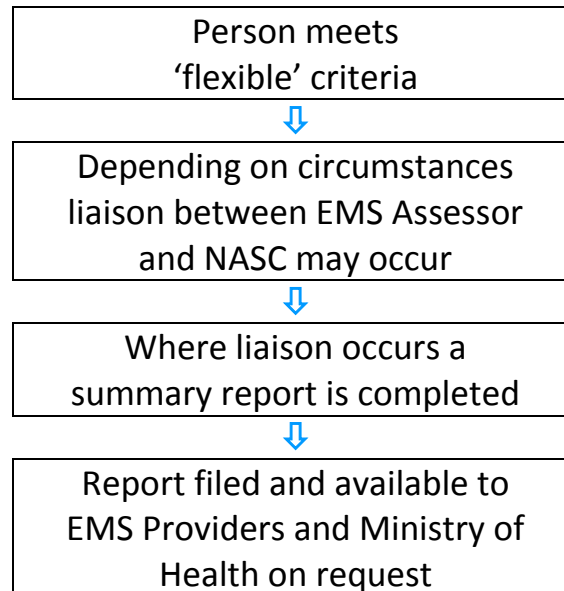 Person meets
‘flexible’ criteria
Depending on circumstances
liaison between EMS Assessor
and NASC may occur
Where liaison occurs a
summary report is completed
Report filed and available to
EMS Providers and Ministry of
Health on request